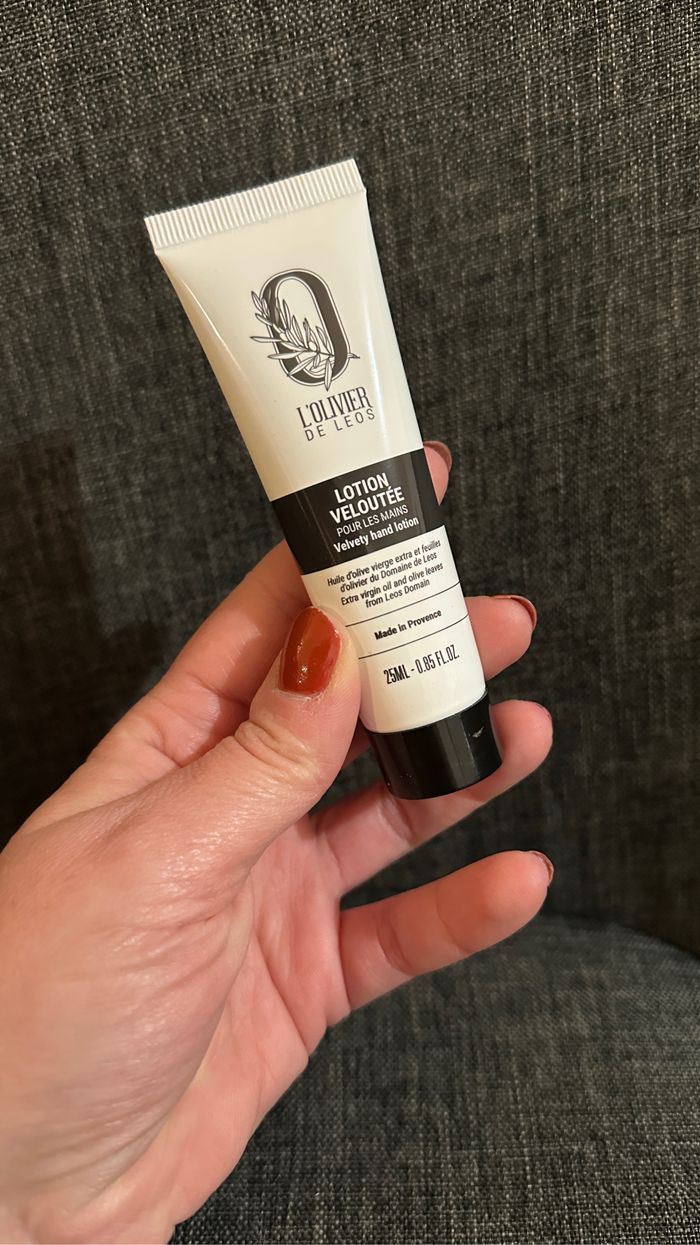 L'OLIVIER
DE LEOS
LOTION
VELOUTÉE
POUR LES MAINS
Velvety hand lotion
Huile d'olive vierge extra et feuilles
d'olivier du Domaine de Leos
Extra virgin oil and olive leaves
from Leos Domain
Made in Provence
25ML - 0.85 FL.OZ.